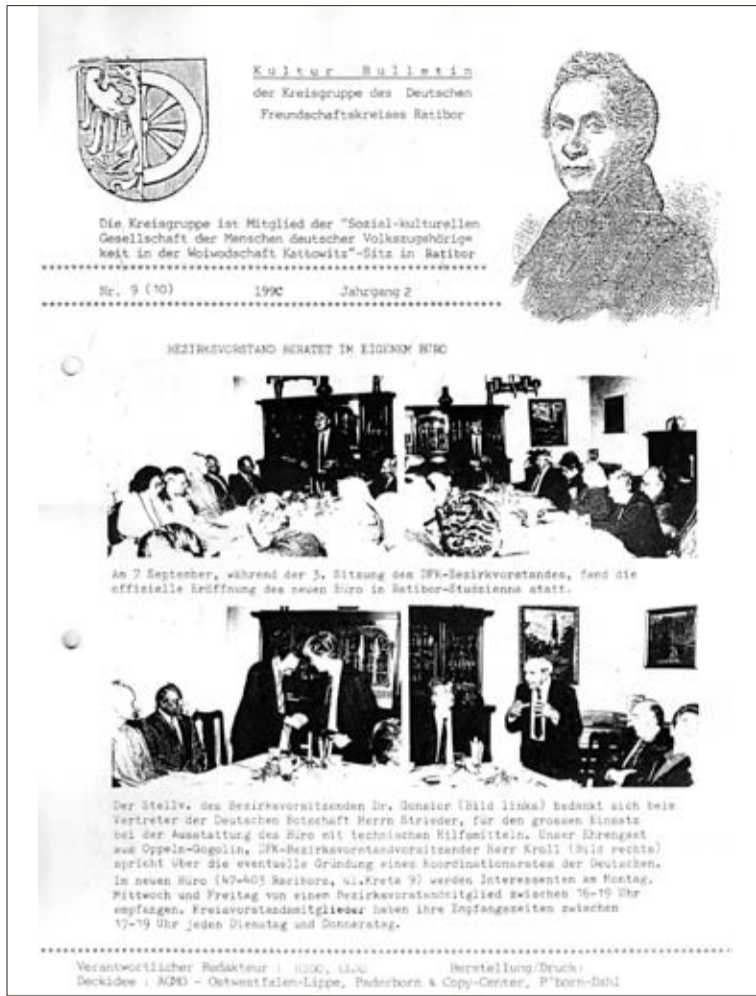 Kultur Bulletin
der Kreisgruppe des Deutschen
Freundschaftskreises Ratibor
Die Kreisgruppe ist Mitglied der "Sozial-kulturellen
Gesellschaft der Menschen deutscher Volkszugehörig=
keit in der Woiwodschaft Kattowitz"-Sitz in Ratibor
Nr. 9 (10) 199C Jahrgang 2
BEZIRKSVORSTAND BERATET IM EIGENEM BÜRO
Am 7 September, während der 3. Sitzung des DFK-Bezirkvorstandes, fand die
offizielle Eröffnung des neuen Büro in Ratibor-Studzienna statt.
Der Stellv. des Bezirksvorsitzenden Dr. Gonsior (Bild links) bedankt sich beim
Vertreter der Deutschen Botschaft Herrn Strieder, für den grossen Einsatz
bei der Ausstattung des Büro mit technischen Hilfsmitteln. Unser Ehrengast
aus Oppeln-Gogolin, DFK-Bezirksvorstandvorsitzender Herr Kroll (Bild rechts)
spricht über die eventuelle Gründung eines Koordinationsrates der Deutschen.
Im neuen Büro (47-403 Raciborz, ul.Kreta 9) werden Interessenten am Montag,
Mittwoch und Freitag von einem Bezirksvorstandmitglied zwischen 16-19 Uhr
empfangen. Kreisvorstandsmitglieder haben ihre Empfangszeiten zwischen
17-19 Uhr jeden Dienstag und Donnerstag.
Verantwortlicher Redakteur : Herstellung/Druck:
Deckidee : AGMO - Ostwestfalen-Lippe, Paderborn & Copy-Center, P'born-Dahl